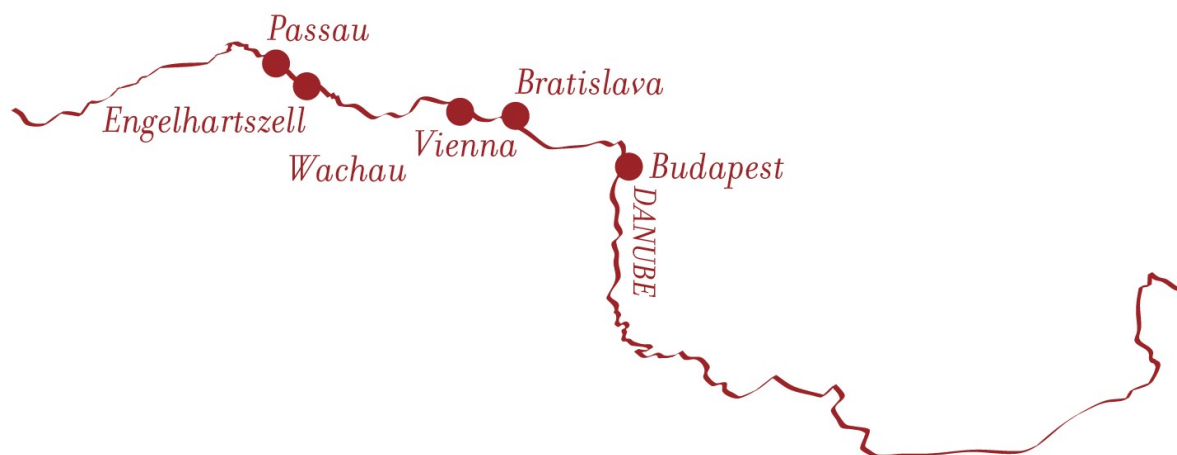 Passau
Bratislava
Engelhartszell
Vienna
Wachau
Budapest
DANUBE